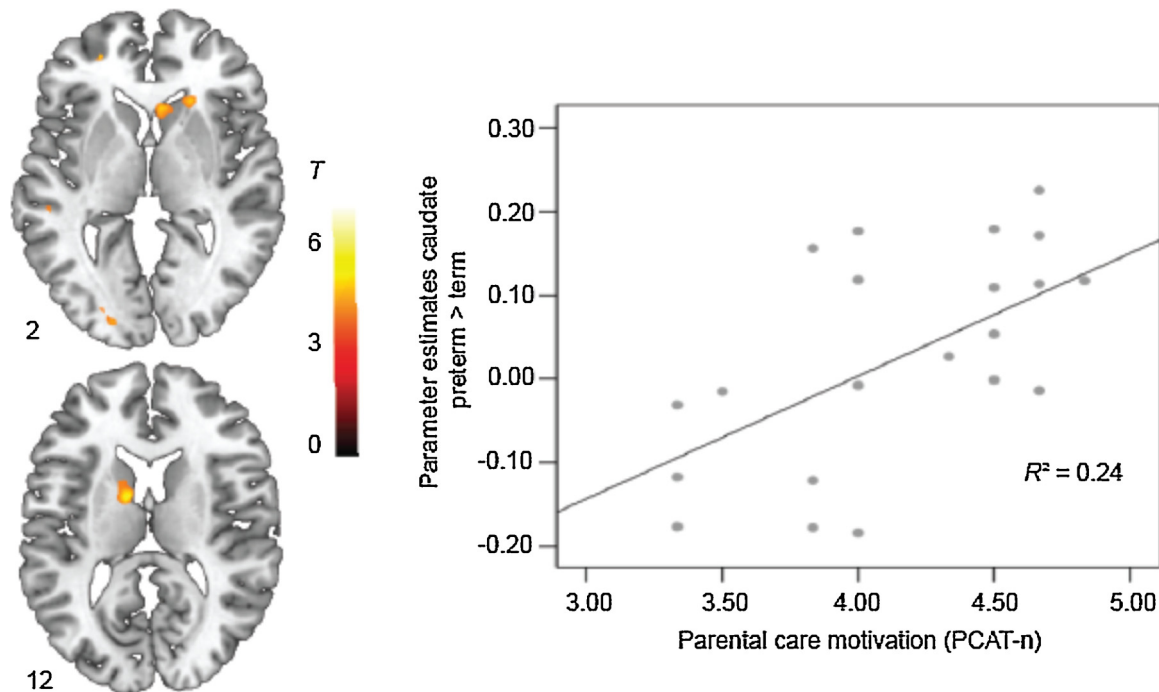 2
12
T
6
3
0
Parameter estimates caudate
preterm > term
0.30
0.20
0.10
0.00
-0.10
-0.20
R² = 0.24
3.00 3.50 4.00 4.50 5.00
Parental care motivation (PCAT-n)